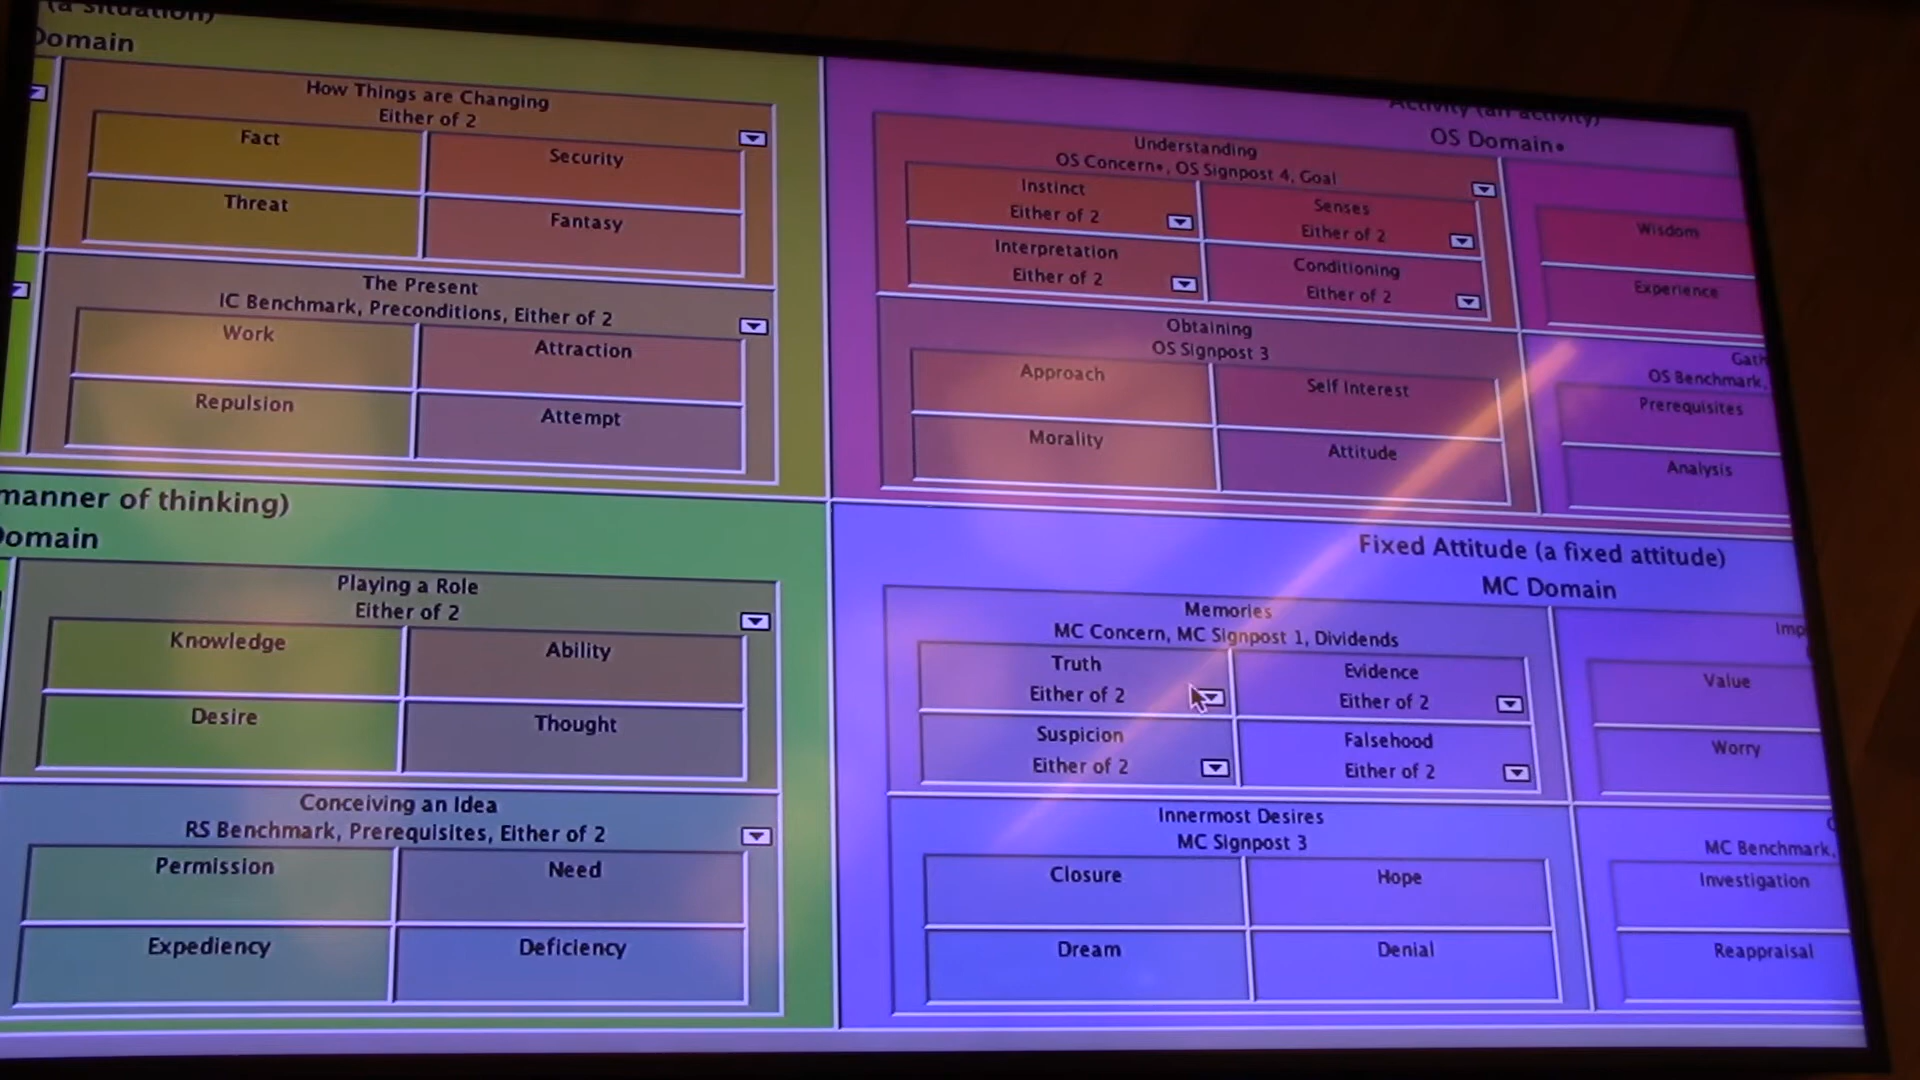 (a situation)
Domain
How Things are Changing
Either of 2
Fact
Security
Threat
Fantasy
The Present
IC Benchmark, Preconditions, Either of 2
Work
Attraction
Repulsion
Attempt
Activity (an activity)
OS Domain•
Understanding
OS Concern•, OS Signpost 4, Goal
Instinct
Either of 2
Senses
Either of 2
Interpretation
Either of 2
Conditioning
Either of 2
Wisdom
Experience
Obtaining
OS Signpost 3
Approach
Self Interest
Morality
Attitude
OS Benchmark,
Prerequisites
Analysis
manner of thinking)
Domain
Playing a Role
Either of 2
Knowledge
Ability
Desire
Thought
Conceiving an Idea
RS Benchmark, Prerequisites, Either of 2
Permission
Need
Expediency
Deficiency
Fixed Attitude (a fixed attitude)
MC Domain
Memories
MC Concern, MC Signpost 1, Dividends
Truth
Either of 2
Evidence
Either of 2
Suspicion
Either of 2
Falsehood
Either of 2
Value
Worry
Innermost Desires
MC Signpost 3
Closure
Hope
Dream
Denial
MC Benchmark,
Investigation
Reappraisal